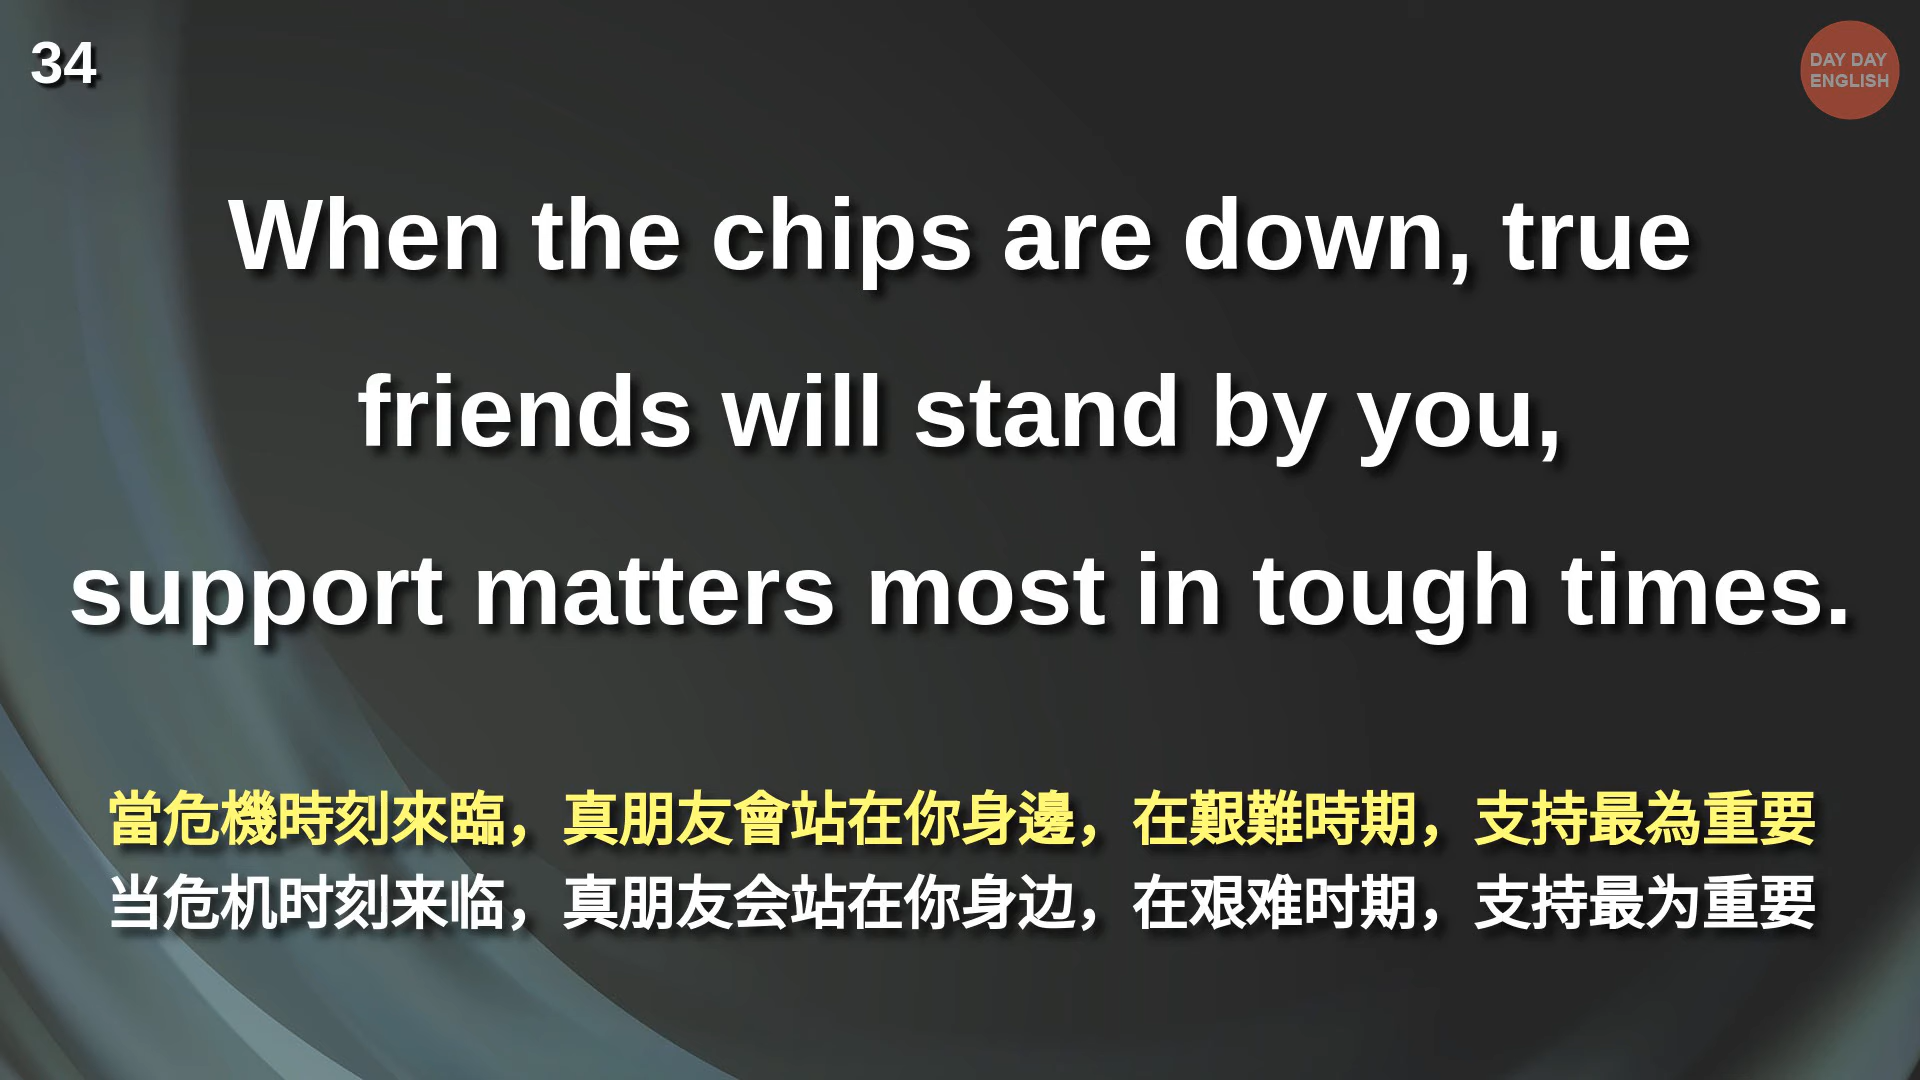 34
DAY DAY
ENGLISH
When the chips are down, true
friends will stand by you,
support matters most in tough times.
當危機時刻來臨，真朋友會站在你身邊，在艱難時期，支持最為重要
当危机时刻来临，真朋友会站在你身边，在艰难时期，支持最为重要